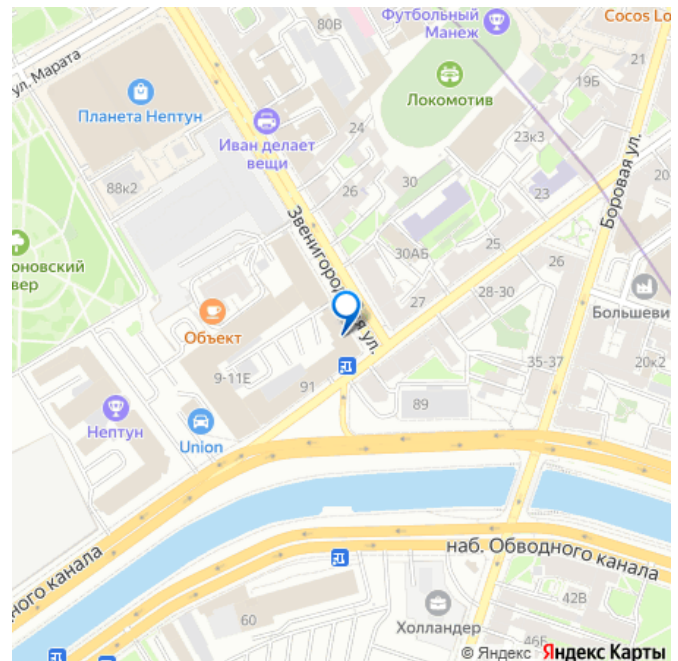 Футбольный
Манеж
Cocos Lo
80В
21
ул. Марата
19Б
Локомотив
Планета Нептун
Иван делает
вещи
24
23к3
Боровая ул.
20
88к2
26
30
23
Звенигородская ул.
оновский
вер
30АБ
25
26
28-30
27
Большеви
Объект
35-37
20к2
9-11Е
91
89
Нептун
Union
ного канала
наб. Обводного канала
60
42В
Холландер
46Б
© Яндекс Яндекс Карты